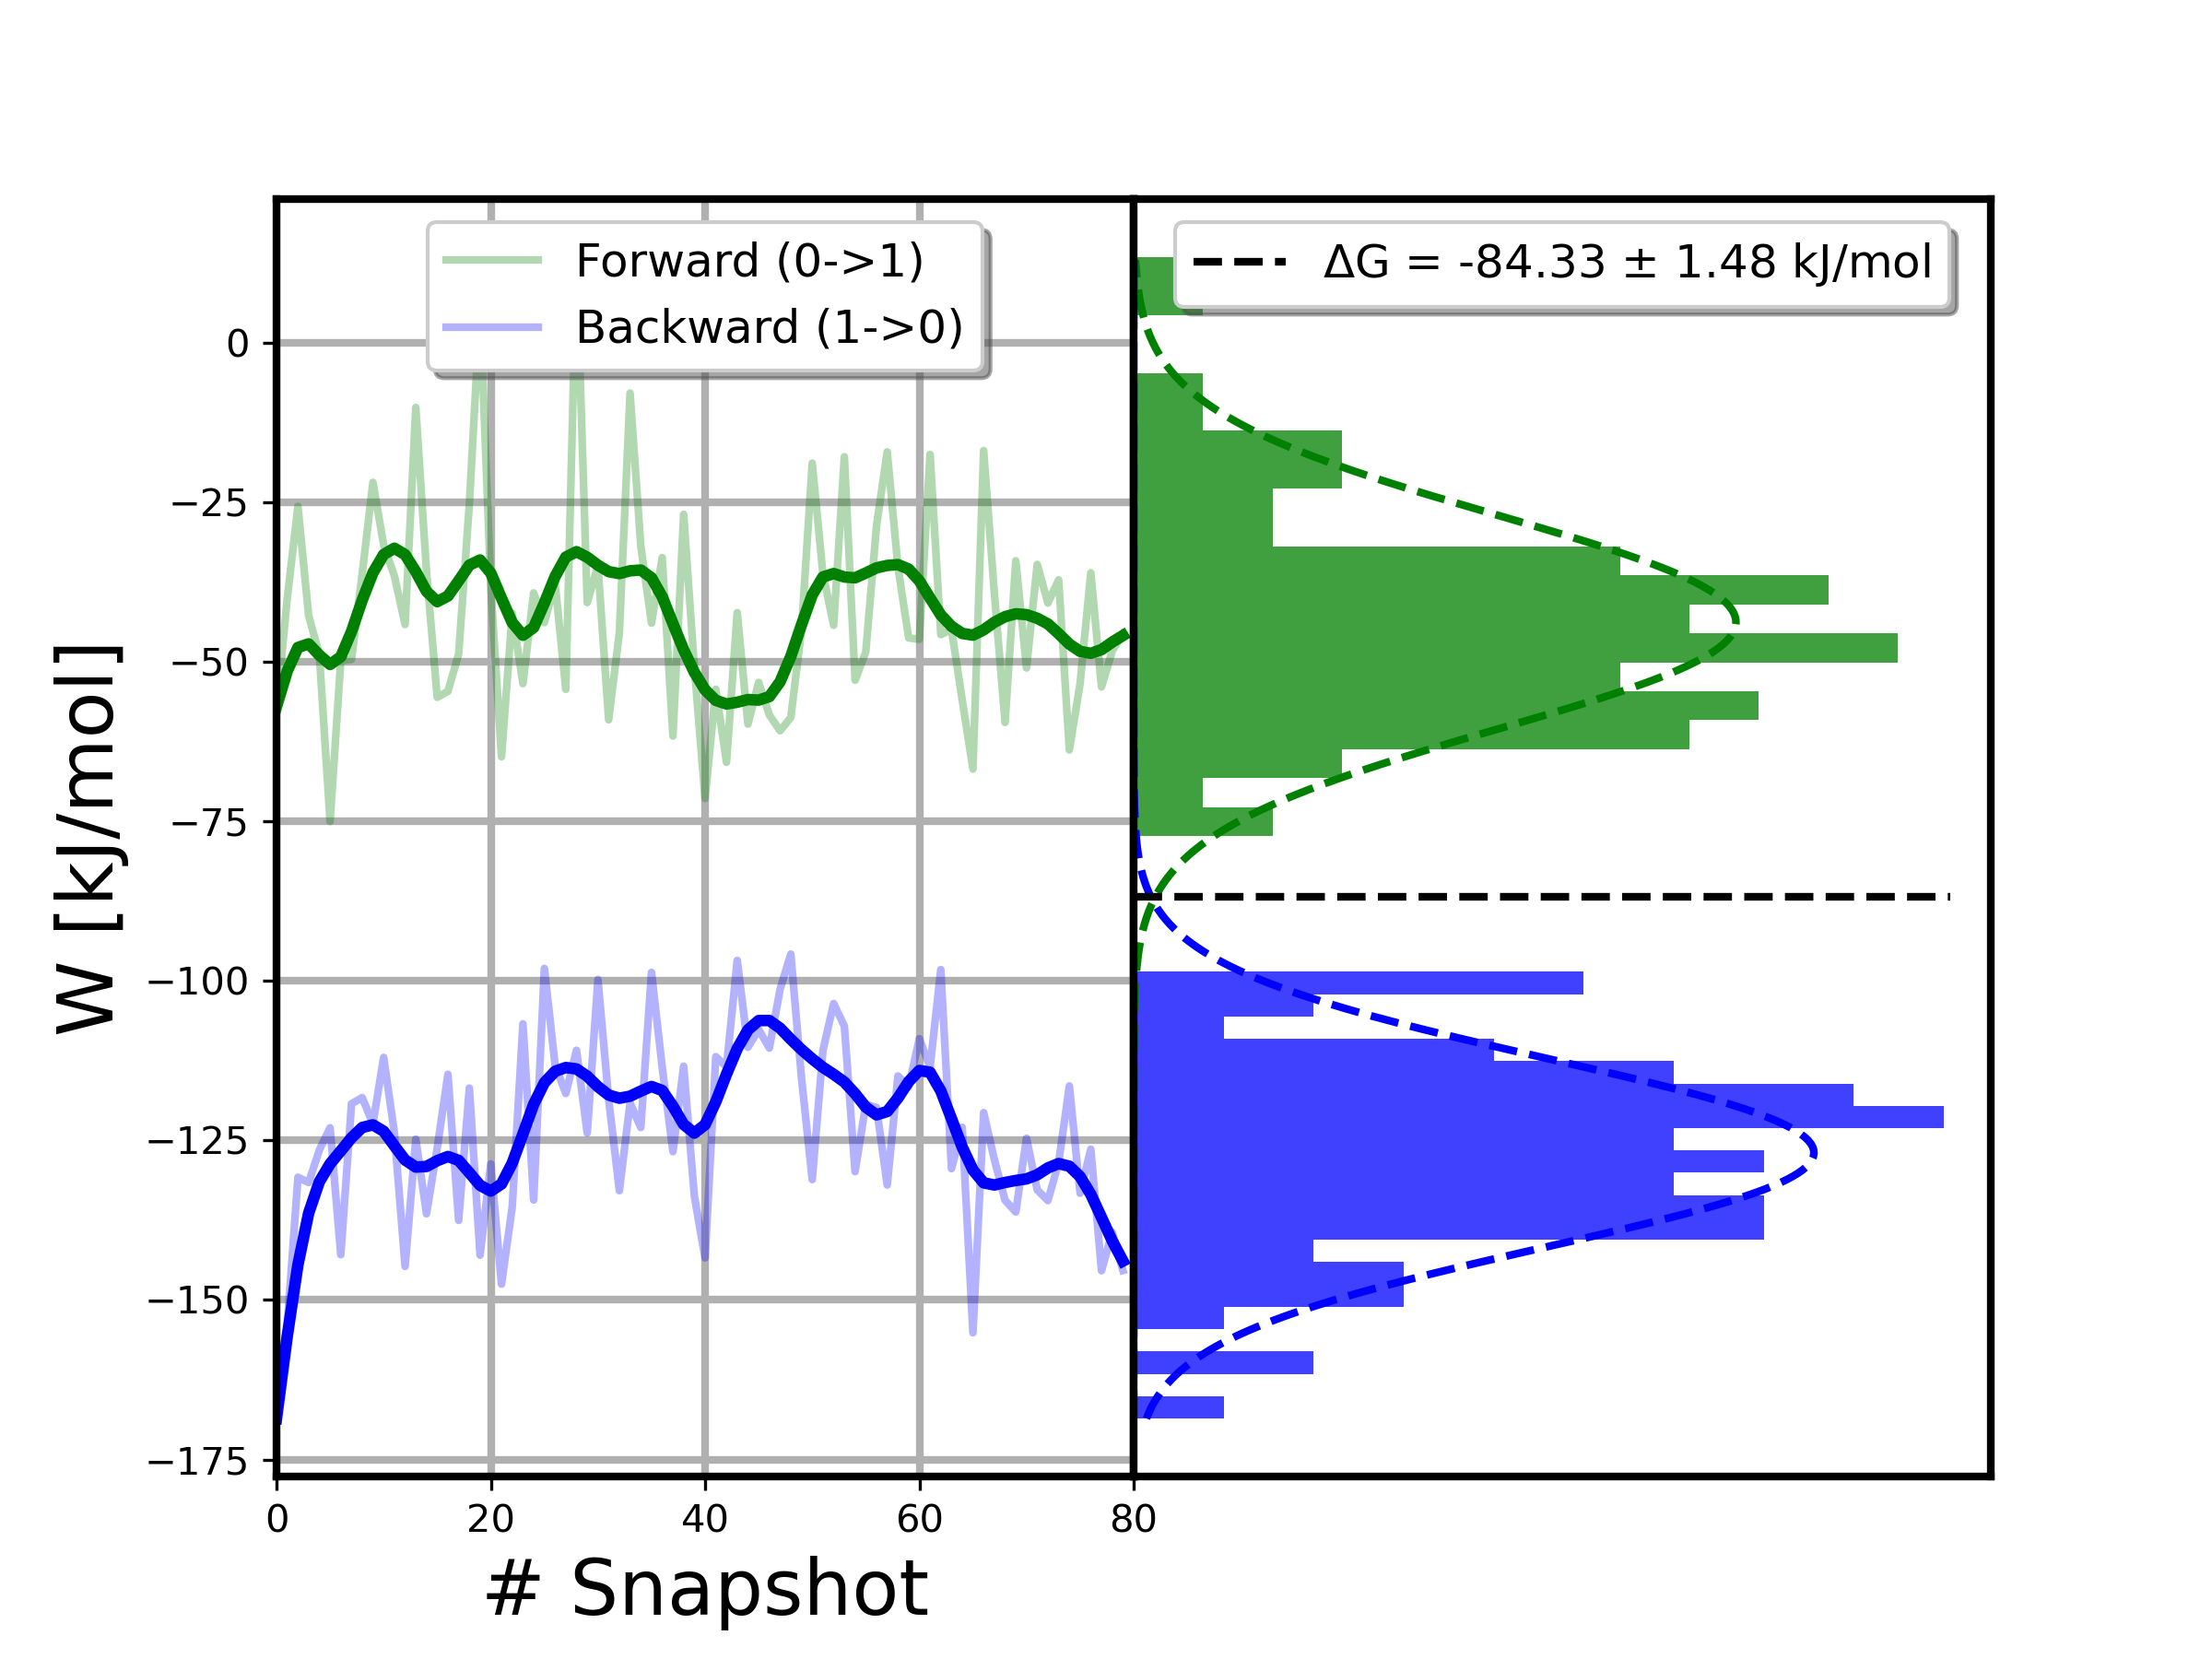 Forward (0->1)
Backward (1->0)
ΔG = -84.33 ± 1.48 kJ/mol
W [kJ/mol]
0
−25
−50
−75
−100
−125
−150
−175
0 20 40 60 80
# Snapshot